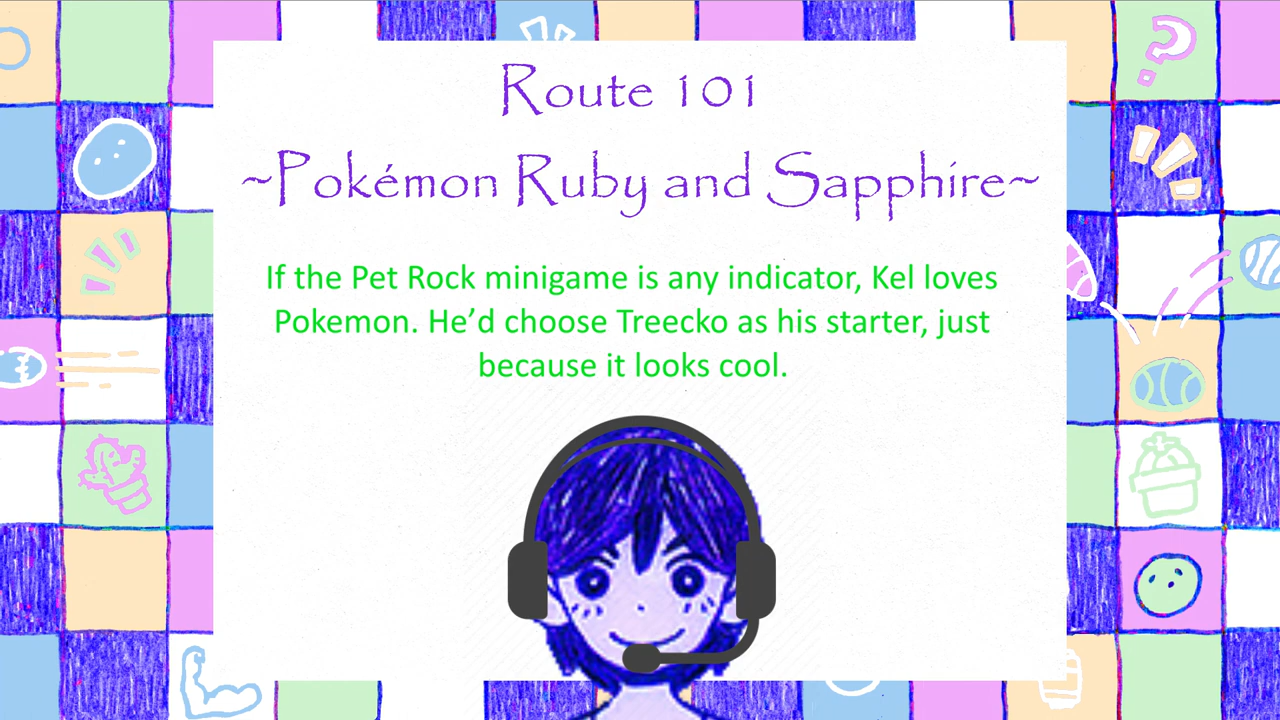 Route 101
~Pokémon Ruby and Sapphire~
If the Pet Rock minigame is any indicator, Kel loves
Pokemon. He’d choose Treecko as his starter, just
because it looks cool.
?